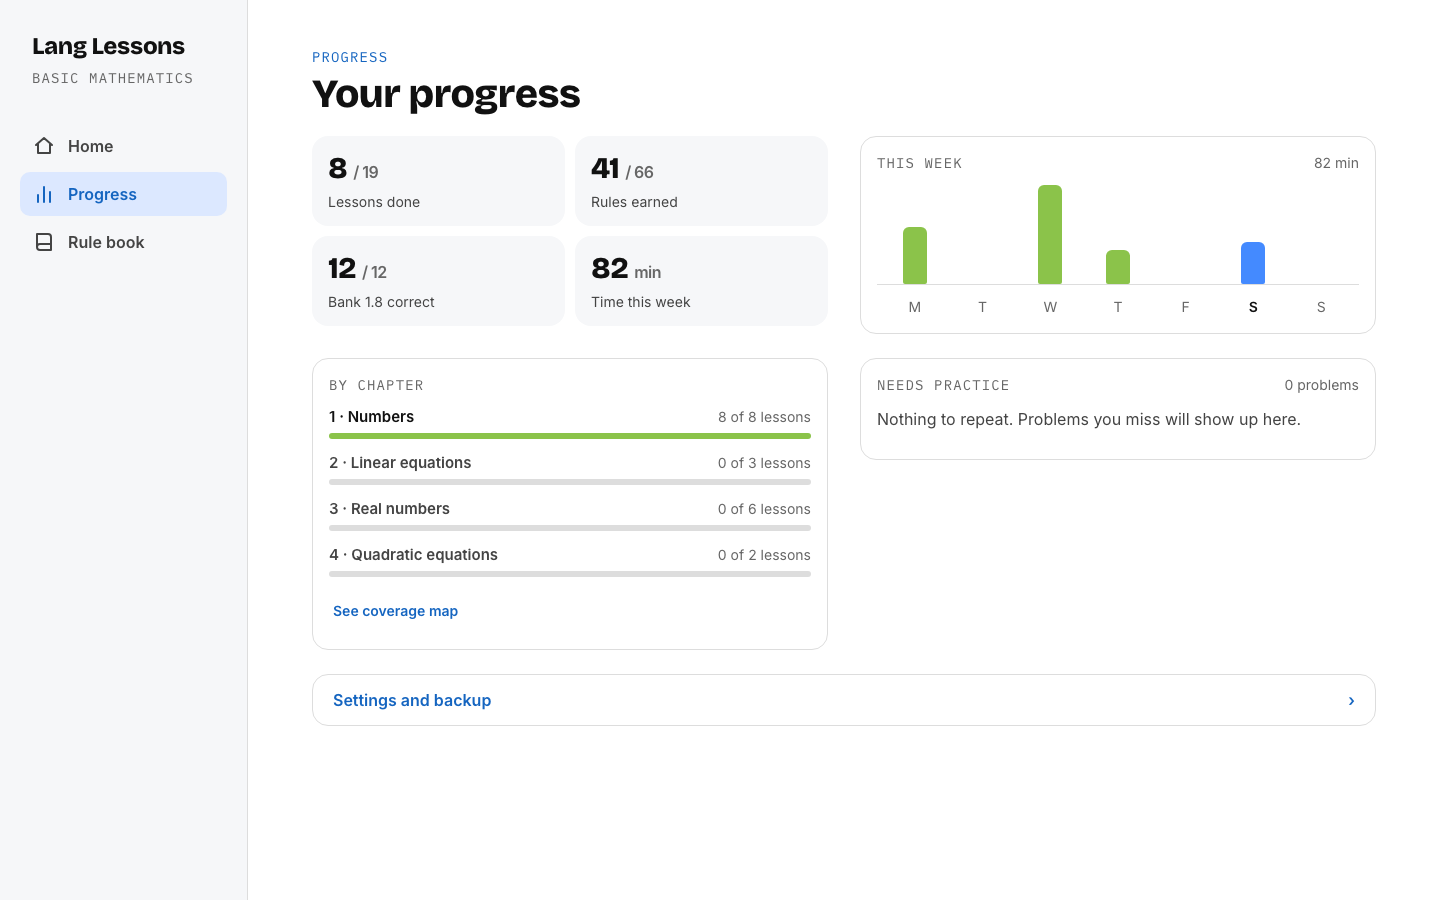 Lang Lessons
BASIC MATHEMATICS
Home
Progress
Rule book
PROGRESS
Your progress
8 / 19
Lessons done
41 / 66
Rules earned
12 / 12
Bank 1.8 correct
82 min
Time this week
THIS WEEK 82 min
M T W T F S S
BY CHAPTER
1 · Numbers 8 of 8 lessons
2 · Linear equations 0 of 3 lessons
3 · Real numbers 0 of 6 lessons
4 · Quadratic equations 0 of 2 lessons
See coverage map
NEEDS PRACTICE 0 problems
Nothing to repeat. Problems you miss will show up here.
Settings and backup ›